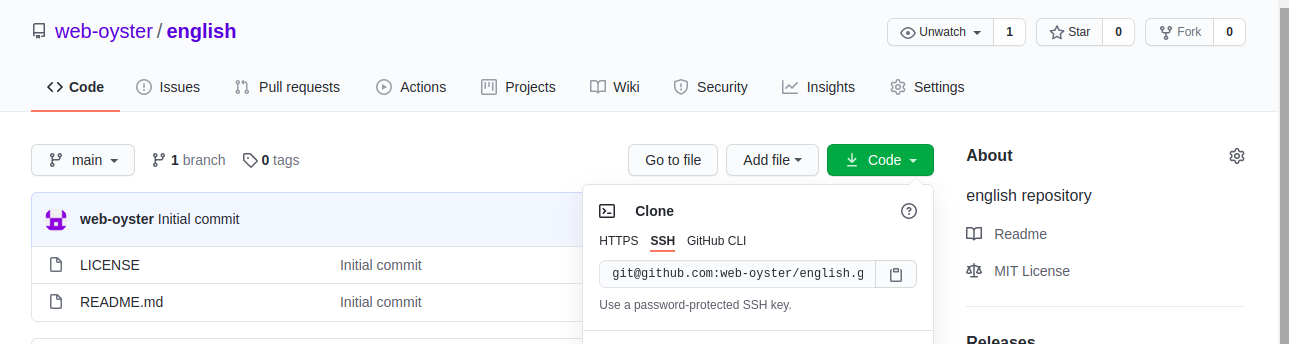 web-oyster / english
Unwatch 1 Star 0 Fork 0
Code Issues Pull requests Actions Projects Wiki Security Insights Settings
main 1 branch 0 tags Go to file Add file Code
About
english repository
Readme
MIT License
Releases
web-oyster Initial commit
LICENSE Initial commit
README.md Initial commit
Clone
HTTPS SSH GitHub CLI
git@github.com:web-oyster/english.g
Use a password-protected SSH key.